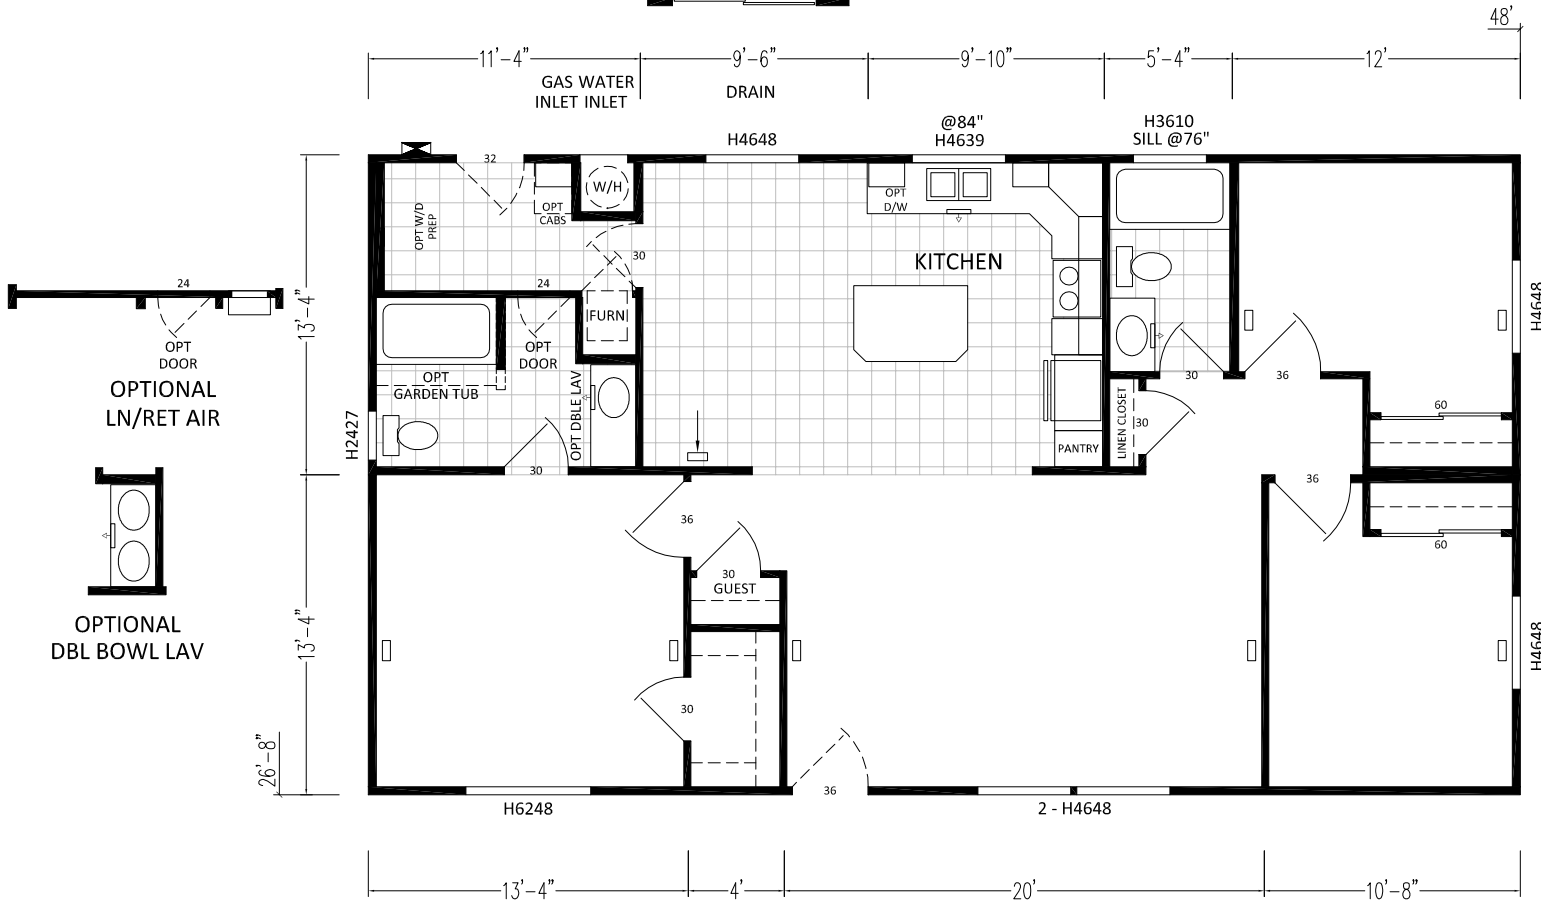 48'
11'-4"
9'-6"
9'-10"
5'-4"
12'
GAS WATER
INLET INLET
DRAIN
@84"
H4639
H3610
SILL @76"
H4648
32
W/H
OPT
CABS
OPT W/D
PREP
OPT
D/W
30
KITCHEN
24
FURN
24
OPT
DOOR
OPTIONAL
LN/RET AIR
13'-4"
OPT
DOOR
OPT
GARDEN TUB
OPT DBLE LAV
H2427
30
PANTRY
LINEN CLOSET
30
30
36
60
H4648
36
60
H4648
36
30
GUEST
30
OPTIONAL
DBL BOWL LAV
13'-4"
26'-8"
H6248
36
2 - H4648
13'-4"
4'
20'
10'-8"